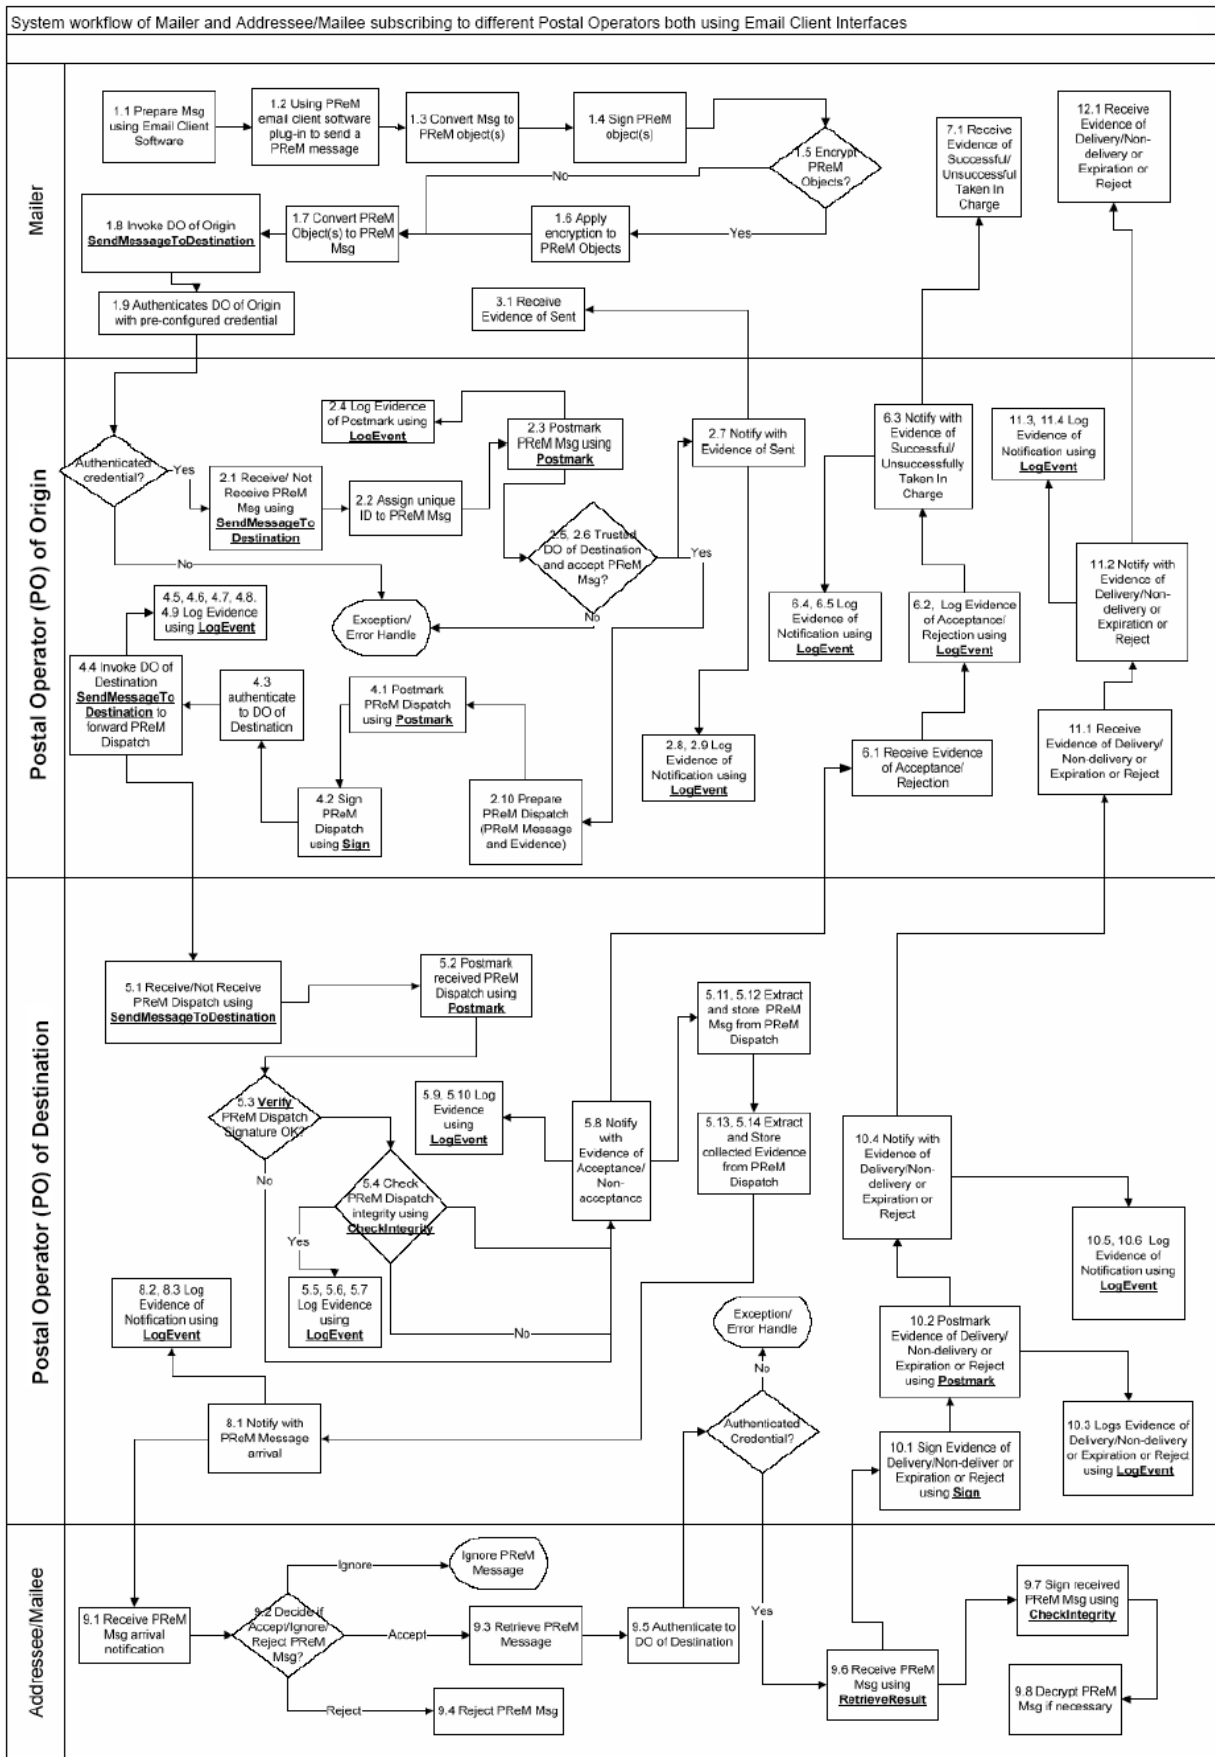 System workflow of Mailer and Addressee/Mailee subscribing to different Postal Operators both using Email Client Interfaces
Mailer
1.1 Prepare Msg
using Email Client
Software
1.2 Using PReM
email client software
plug-in to send a
PReM message
1.3 Convert Msg to
PReM object(s)
1.4 Sign PReM
object(s)
1.5 Encrypt
PReM
Objects?
No
Yes
1.6 Apply
encryption to
PReM Objects
1.7 Convert PReM
Object(s) to PReM
Msg
1.8 Invoke DO of Origin
SendMessageToDestination
1.9 Authenticates DO of Origin
with pre-configured credential
3.1 Receive
Evidence of Sent
7.1 Receive
Evidence of
Successful/
Unsuccessful
Taken In
Charge
12.1 Receive
Evidence of
Delivery/Non-
delivery or
Expiration or
Reject
Postal Operator (PO) of Origin
Authenticated
credential?
Yes
No
2.1 Receive/ Not
Receive PReM
Msg using
SendMessageTo
Destination
2.2 Assign unique
ID to PReM Msg
2.3 Postmark
PReM Msg using
Postmark
2.4 Log Evidence
of Postmark using
LogEvent
2.5, 2.6 Trusted
DO of Destination
and accept PReM
Msg?
Yes
No
Exception/
Error Handle
2.7 Notify with
Evidence of Sent
2.8, 2.9 Log
Evidence of
Notification using
LogEvent
2.10 Prepare
PReM Dispatch
(PReM Message
and Evidence)
4.1 Postmark
PReM Dispatch
using Postmark
4.2 Sign
PReM
Dispatch
using Sign
4.3
authenticate
to DO of
Destination
4.4 Invoke DO of
Destination
SendMessageTo
Destination to
forward PReM
Dispatch
4.5, 4.6, 4.7, 4.8.
4.9 Log Evidence
using LogEvent
6.1 Receive Evidence
of Acceptance/
Rejection
6.2, Log Evidence
of Acceptance/
Rejection using
LogEvent
6.3 Notify with
Evidence of
Successful/
Unsuccessfully
Taken In
Charge
6.4, 6.5 Log
Evidence of
Notification using
LogEvent
11.1 Receive
Evidence of Delivery/
Non-delivery or
Expiration or Reject
11.2 Notify with
Evidence of
Delivery/Non-
delivery or
Expiration or
Reject
11.3, 11.4 Log
Evidence of
Notification using
LogEvent
Postal Operator (PO) of Destination
5.1 Receive/Not Receive
PReM Dispatch using
SendMessageToDestination
5.2 Postmark
received PReM
Dispatch using
Postmark
5.3 Verify
PReM Dispatch
Signature OK?
No
5.4 Check
PReM Dispatch
integrity using
CheckIntegrity
Yes
No
5.5, 5.6, 5.7
Log Evidence
using
LogEvent
5.8 Notify
with
Evidence of
Acceptance/
Non-
acceptance
5.9, 5.10 Log
Evidence
using
LogEvent
5.11, 5.12 Extract
and store PReM
Msg from PReM
Dispatch
5.13, 5.14 Extract
and Store
collected Evidence
from PReM
Dispatch
8.1 Notify with
PReM Message
arrival
8.2, 8.3 Log
Evidence of
Notification using
LogEvent
Exception/
Error Handle
No
Authenticated
Credential?
Yes
10.1 Sign Evidence of
Delivery/Non-deliver or
Expiration or Reject
using Sign
10.2 Postmark
Evidence of Delivery/
Non-delivery or
Expiration or Reject
using Postmark
10.3 Logs Evidence of
Delivery/Non-delivery
or Expiration or Reject
using LogEvent
10.4 Notify with
Evidence of
Delivery/Non-
delivery or
Expiration or
Reject
10.5, 10.6 Log
Evidence of
Notification using
LogEvent
Addressee/Mailee
9.1 Receive PReM
Msg arrival
notification
9.2 Decide if
Accept/Ignore/
Reject PReM
Msg?
Ignore
Ignore PReM
Message
Accept
9.3 Retrieve PReM
Message
Reject
9.4 Reject PReM Msg
9.5 Authenticate to
DO of Destination
9.6 Receive PReM
Msg using
RetrieveResult
9.7 Sign received
PReM Msg using
CheckIntegrity
9.8 Decrypt PReM
Msg if necessary